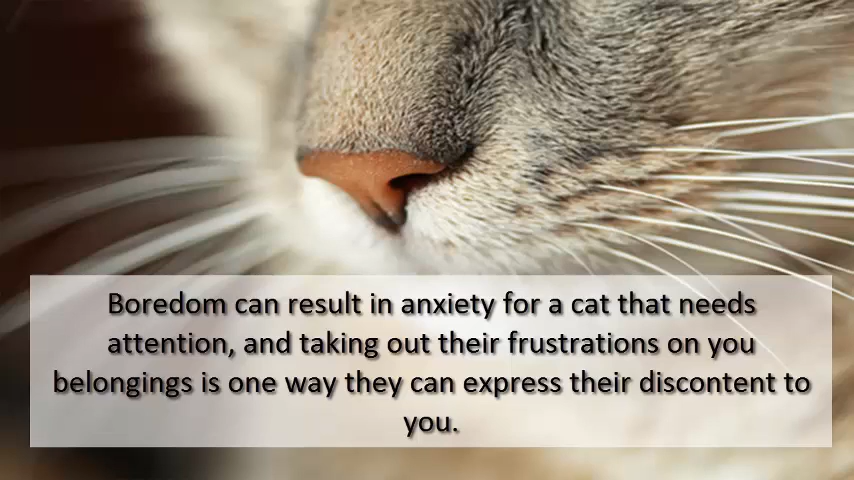 Boredom can result in anxiety for a cat that needs
attention, and taking out their frustrations on you
belongings is one way they can express their discontent to
you.